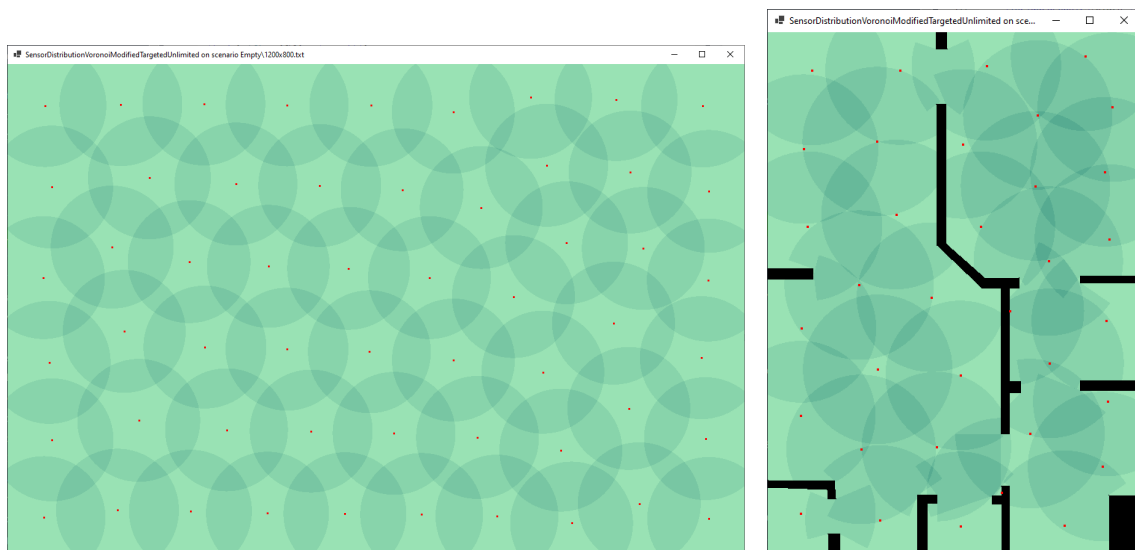 SensorDistributionVoronoiModifiedTargetedUnlimited on scenario Empty\1200x800.txt
SensorDistributionVoronoiModifiedTargetedUnlimited on sce...